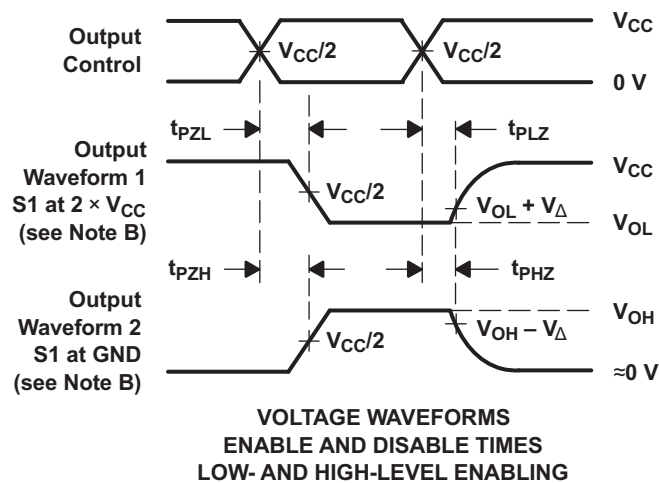 Output
Control
V_CC/2
V_CC/2
V_CC
0 V
t_PZL
t_PLZ
Output
Waveform 1
S1 at 2 × V_CC
(see Note B)
V_CC/2
V_CC
V_OL + V_Δ
V_OL
t_PZH
t_PHZ
Output
Waveform 2
S1 at GND
(see Note B)
V_CC/2
V_OH
V_OH − V_Δ
≈0 V
VOLTAGE WAVEFORMS
ENABLE AND DISABLE TIMES
LOW- AND HIGH-LEVEL ENABLING